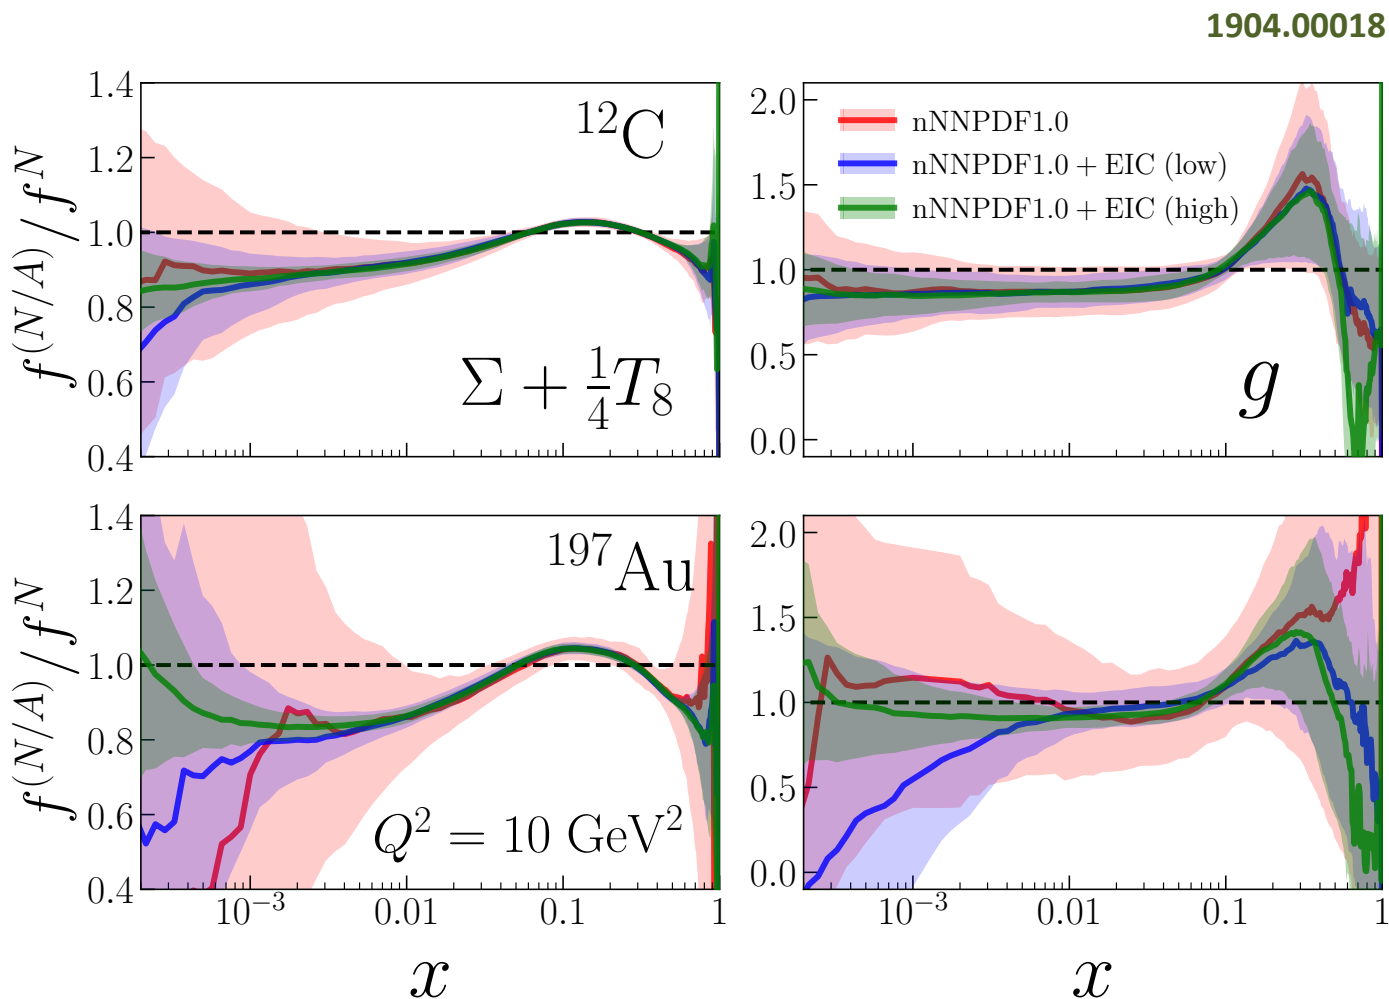 1904.00018
f^{(N/A)} / f^N
1.4
1.2
1.0
0.8
0.6
0.4
^{12}C
Σ + \frac{1}{4}T_8
2.0
1.5
1.0
0.5
0.0
nNNPDF1.0
nNNPDF1.0 + EIC (low)
nNNPDF1.0 + EIC (high)
g
f^{(N/A)} / f^N
1.4
1.2
1.0
0.8
0.6
0.4
^{197}Au
Q^2 = 10 GeV^2
10^{-3} 0.01 0.1 1
x
2.0
1.5
1.0
0.5
0.0
10^{-3} 0.01 0.1 1
x